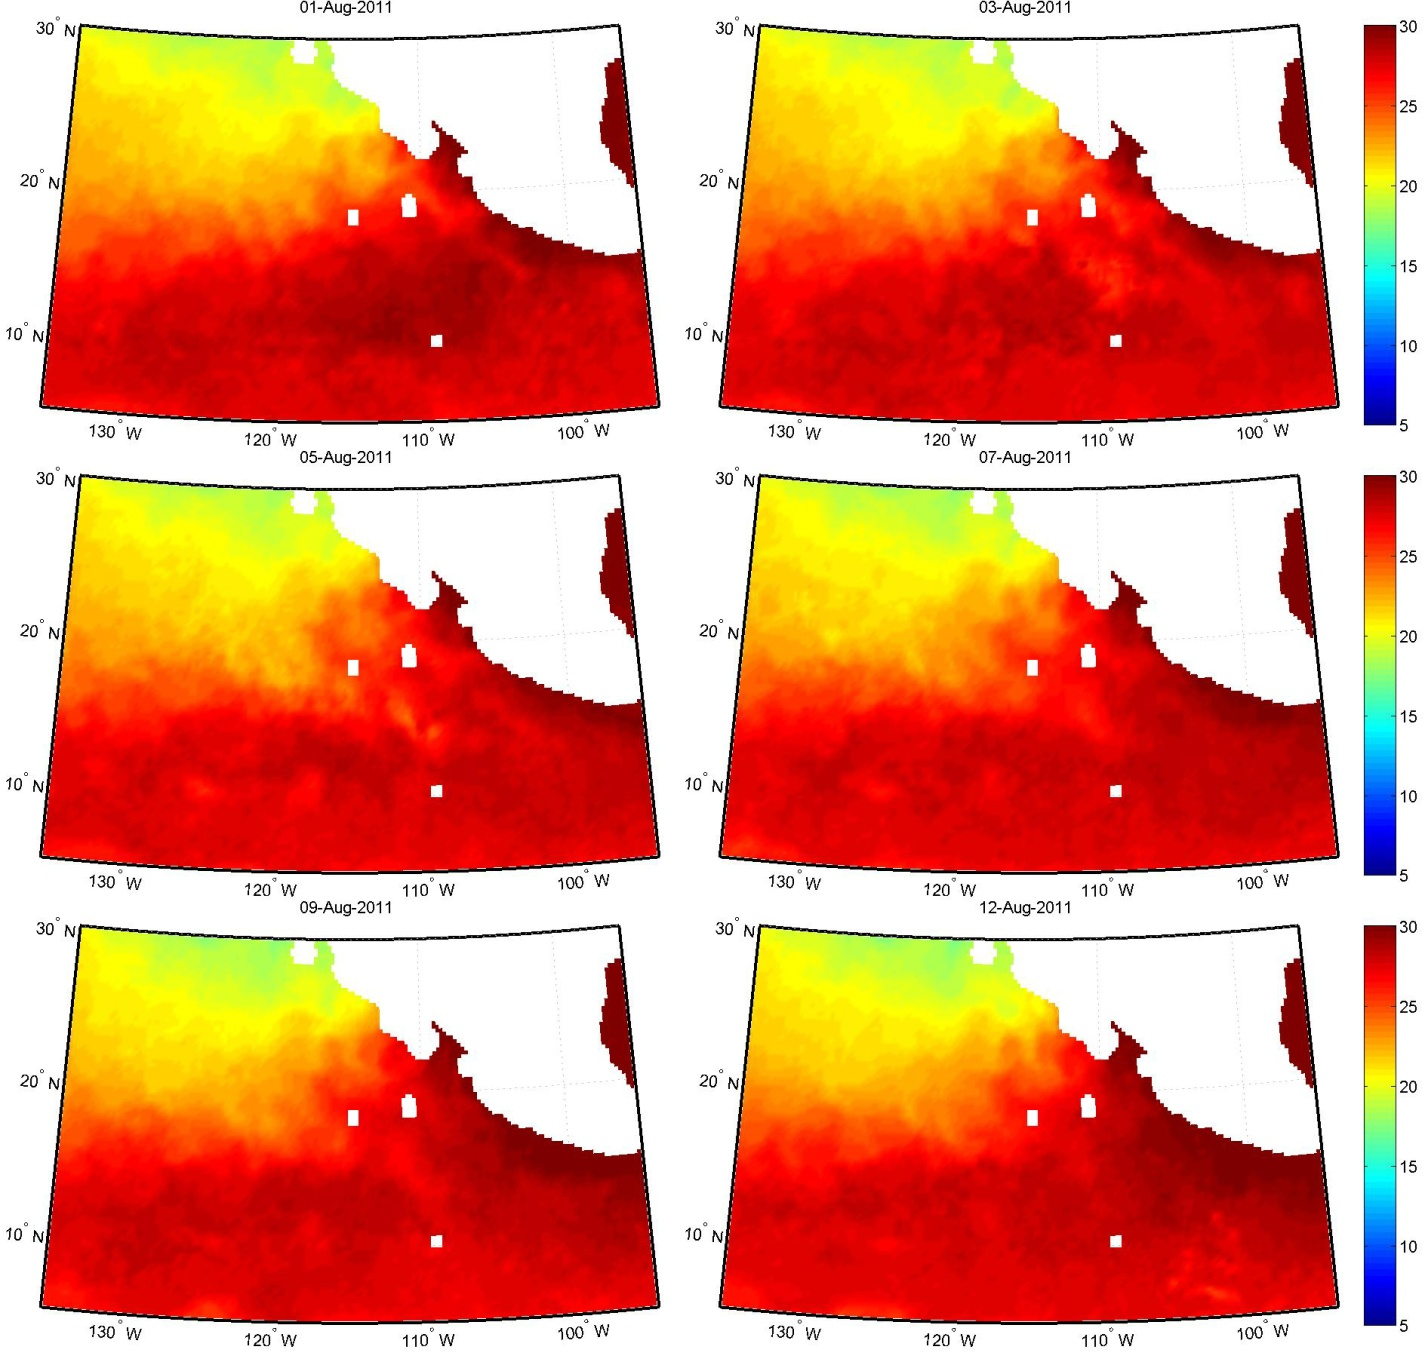 01-Aug-2011
03-Aug-2011
30° N
20° N
10° N
130° W
120° W
110° W
100° W
30° N
20° N
10° N
130° W
120° W
110° W
100° W
30
25
20
15
10
5
05-Aug-2011
07-Aug-2011
30° N
20° N
10° N
130° W
120° W
110° W
100° W
30° N
20° N
10° N
130° W
120° W
110° W
100° W
30
25
20
15
10
5
09-Aug-2011
12-Aug-2011
30° N
20° N
10° N
130° W
120° W
110° W
100° W
30° N
20° N
10° N
130° W
120° W
110° W
100° W
30
25
20
15
10
5